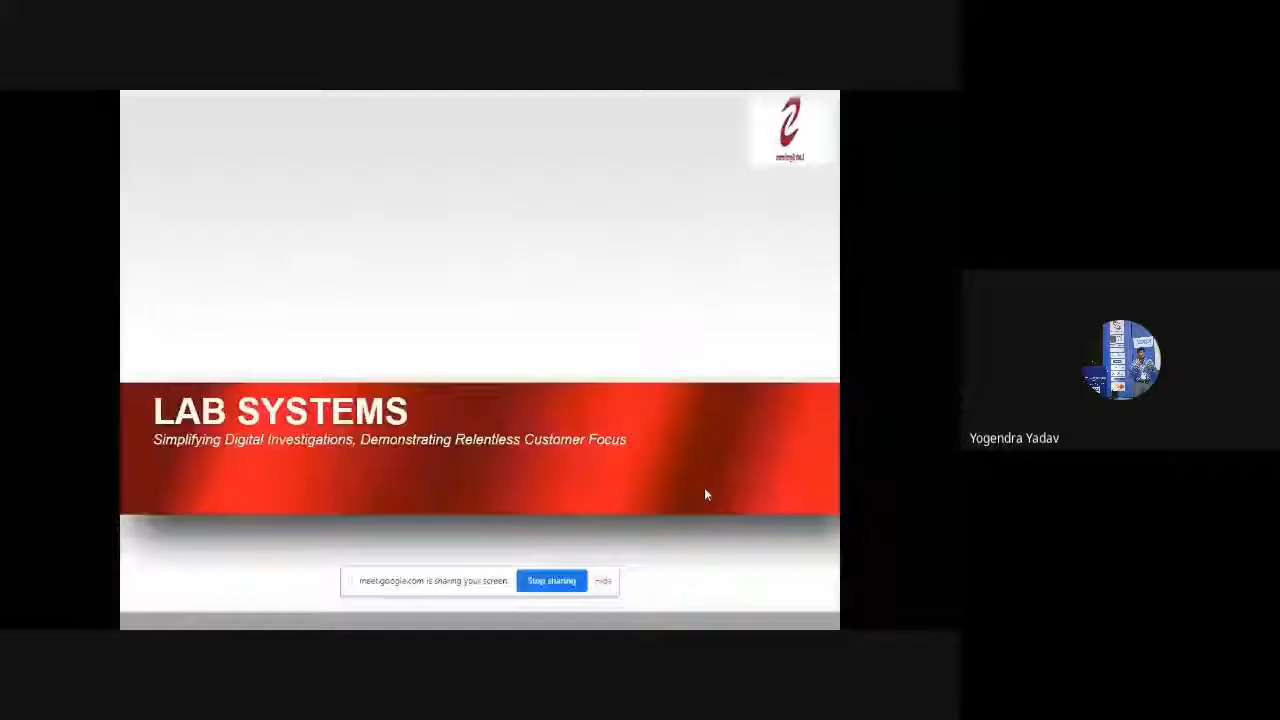 LAB SYSTEMS
Simplifying Digital Investigations, Demonstrating Relentless Customer Focus
meet.google.com is sharing your screen.
Stop sharing
Hide
Yogendra Yadav